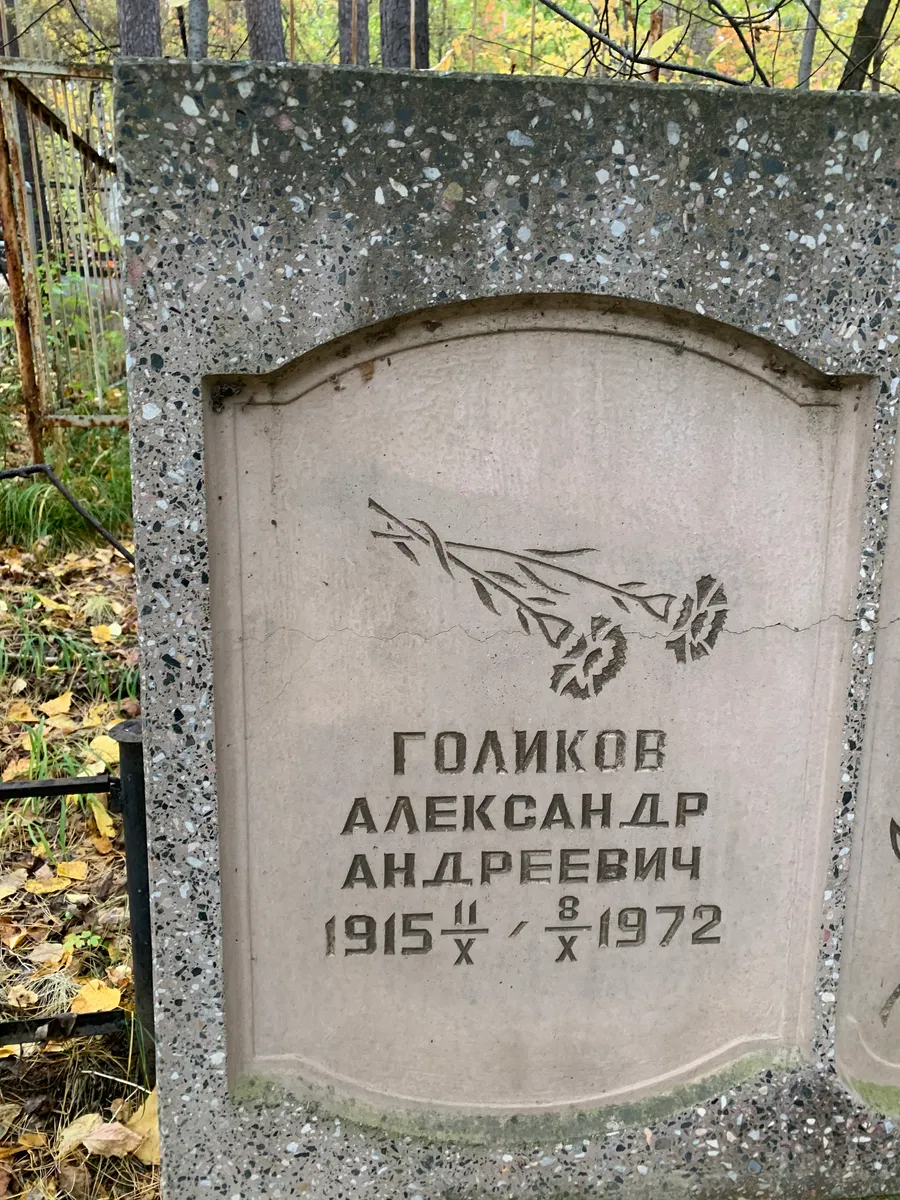 ГОЛИКОВ
АЛЕКСАНДР
АНДРЕЕВИЧ
1915 11/X - 8/X 1972